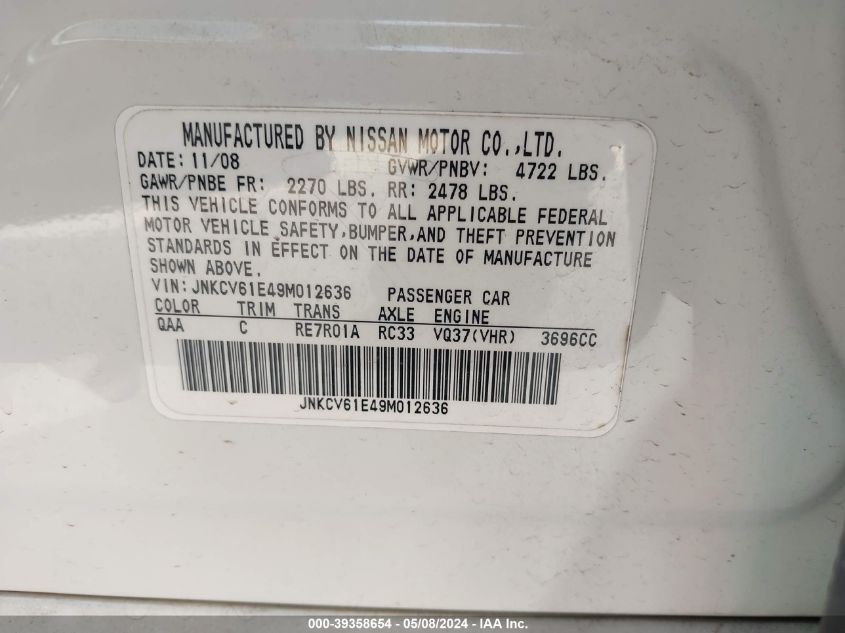 MANUFACTURED BY NISSAN MOTOR CO.,LTD.
DATE: 11/08 GVWR/PNBV: 4722 LBS.
GAWR/PNBE FR: 2270 LBS. RR: 2478 LBS.
THIS VEHICLE CONFORMS TO ALL APPLICABLE FEDERAL
MOTOR VEHICLE SAFETY,BUMPER,AND THEFT PREVENTION
STANDARDS IN EFFECT ON THE DATE OF MANUFACTURE
SHOWN ABOVE.
VIN: JNKCV61E49M012636 PASSENGER CAR
COLOR TRIM TRANS AXLE ENGINE
QAA C RE7R01A RC33 VQ37(VHR) 3696CC
JNKCV61E49M012636
000-39358654 - 05/08/2024 - IAA Inc.